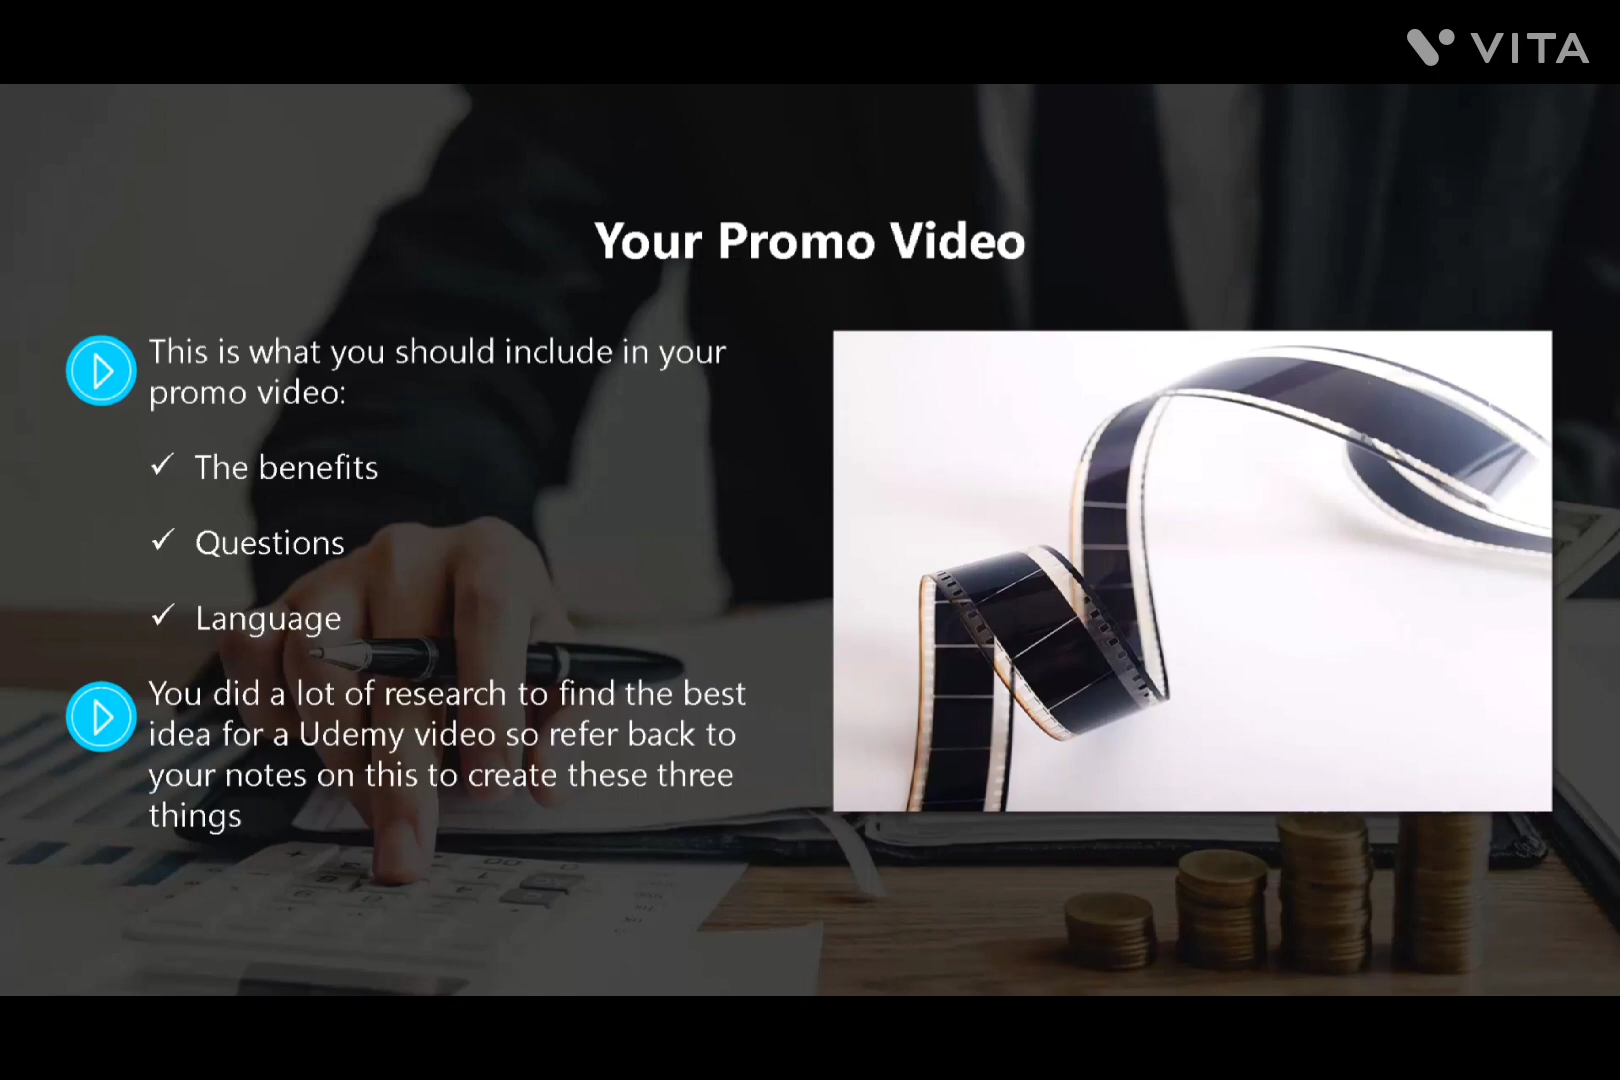 VITA
Your Promo Video
This is what you should include in your
promo video:
✓ The benefits
✓ Questions
✓ Language
You did a lot of research to find the best
idea for a Udemy video so refer back to
your notes on this to create these three
things